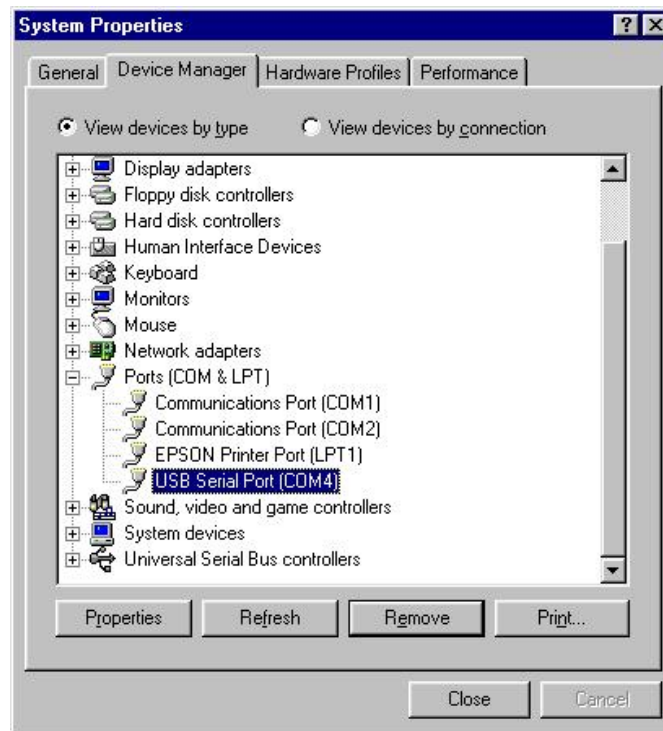 System Properties
General Device Manager Hardware Profiles Performance
View devices by type View devices by connection
Display adapters
Floppy disk controllers
Hard disk controllers
Human Interface Devices
Keyboard
Monitors
Mouse
Network adapters
Ports (COM & LPT)
Communications Port (COM1)
Communications Port (COM2)
EPSON Printer Port (LPT1)
USB Serial Port (COM4)
Sound, video and game controllers
System devices
Universal Serial Bus controllers
Properties Refresh Remove Print...
Close Cancel